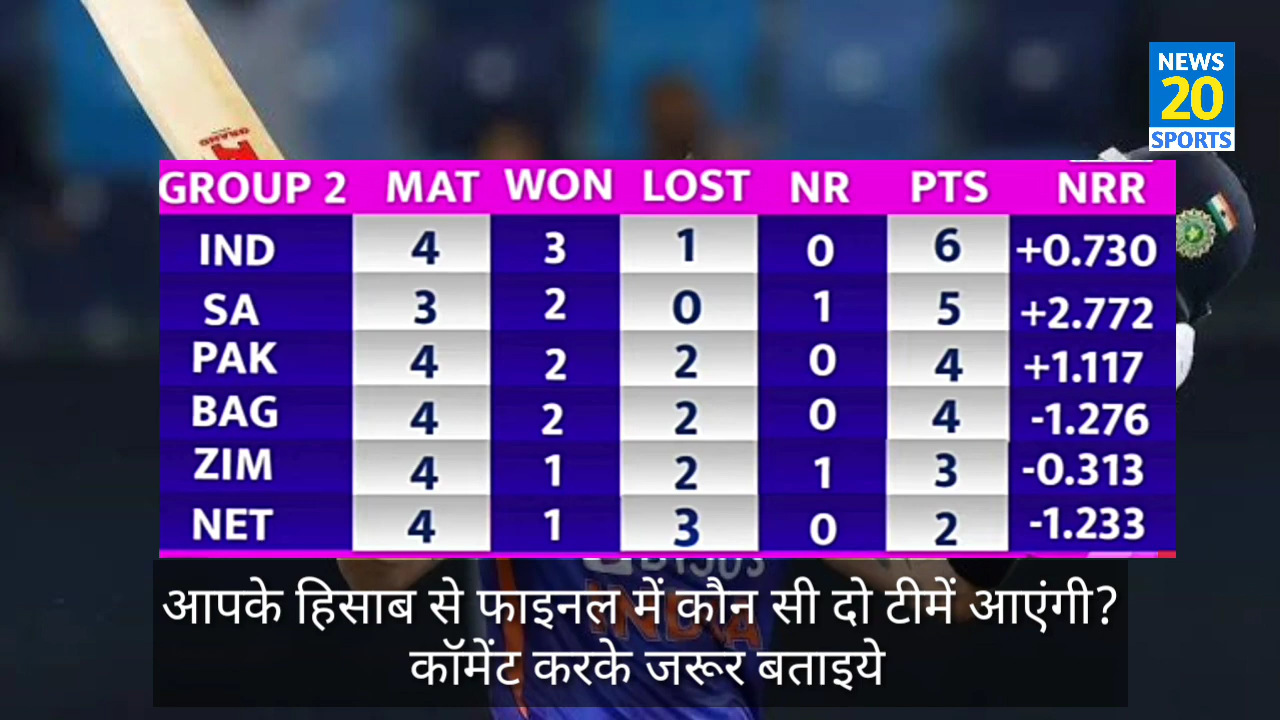 NEWS
20
SPORTS
GROUP 2 MAT WON LOST NR PTS NRR
IND 4 3 1 0 6 +0.730
SA 3 2 0 1 5 +2.772
PAK 4 2 2 0 4 +1.117
BAG 4 2 2 0 4 -1.276
ZIM 4 1 2 1 3 -0.313
NET 4 1 3 0 2 -1.233
INDIA
आपके हिसाब से फाइनल में कौन सी दो टीमें आएंगी?
कॉमेंट करके जरूर बताइये